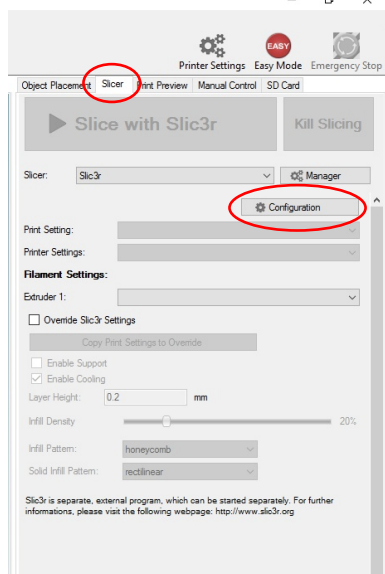 EASY
Printer Settings Easy Mode Emergency Stop
Object Placement Slicer Print Preview Manual Control SD Card
Slice with Slic3r Kill Slicing
Slicer: Slic3r Manager
Configuration
Print Setting:
Printer Settings:
Filament Settings:
Extruder 1:
Override Slic3r Settings
Copy Print Settings to Override
Enable Support
Enable Cooling
Layer Height: 0.2 mm
Infill Density 20%
Infill Pattern: honeycomb
Solid Infill Pattern: rectilinear
Slic3r is separate, external program, which can be started separately. For further
informations, please visit the following webpage: http://www.slic3r.org